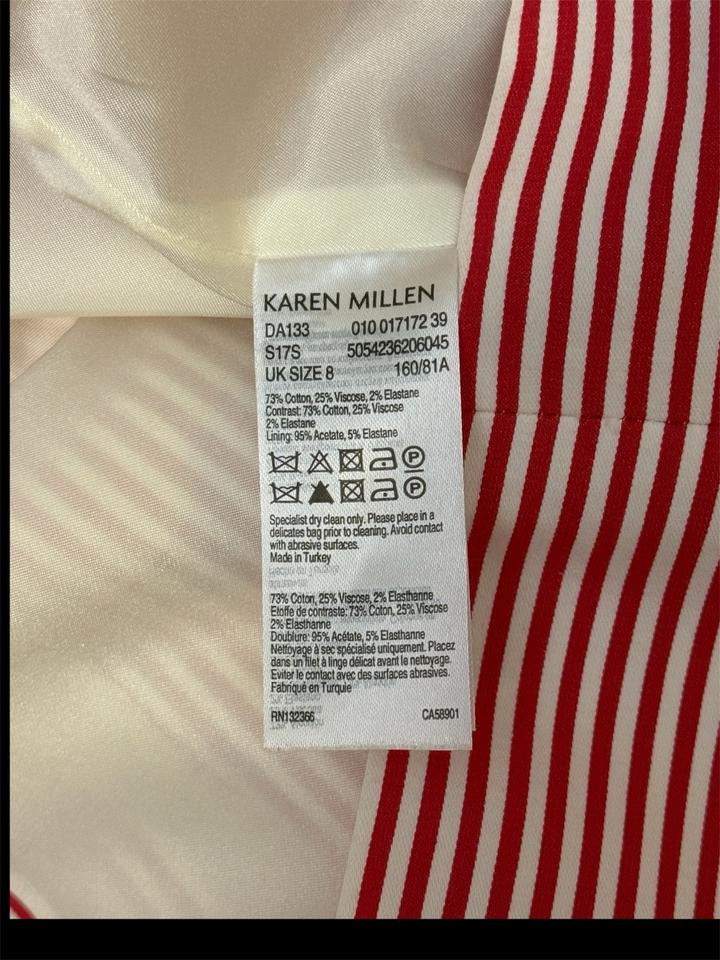 KAREN MILLEN
DA133 010 017172 39
S17S 5054236206045
UK SIZE 8 160/81A
73% Cotton, 25% Viscose, 2% Elastane
Contrast: 73% Cotton, 25% Viscose
2% Elastane
Lining: 95% Acetate, 5% Elastane
P
P
Specialist dry clean only. Please place in a
delicates bag prior to cleaning. Avoid contact
with abrasive surfaces.
Made in Turkey
73% Coton, 25% Viscose, 2% Elasthanne
Etoffe de contraste: 73% Coton, 25% Viscose
2% Elasthanne
Doublure: 95% Acétate, 5% Elasthanne
Nettoyage à sec spécialisé uniquement. Placez
dans un filet à linge délicat avant le nettoyage.
Eviter le contact avec des surfaces abrasives.
Fabriqué en Turquie
RN132366 CA58901